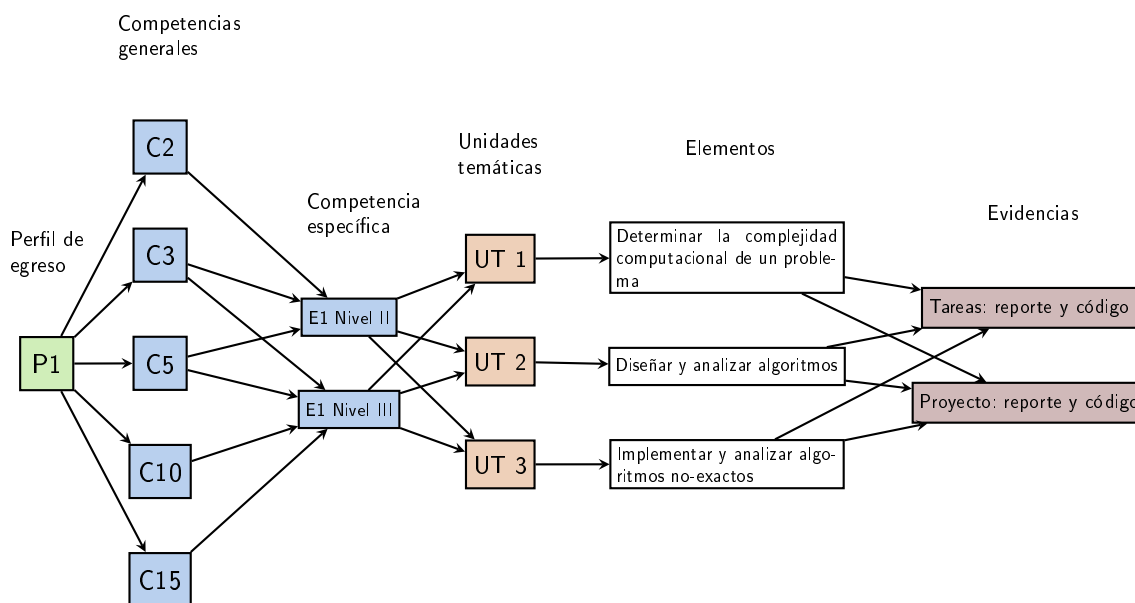 Competencias
generales
C2
Unidades
temáticas
Elementos
Competencia
específica
Evidencias
Perfil de
egreso
C3
UT 1
Determinar la complejidad
computacional de un proble-
ma
E1 Nivel II
Tareas: reporte y código
P1
C5
UT 2
Diseñar y analizar algoritmos
E1 Nivel III
Proyecto: reporte y código
C10
UT 3
Implementar y analizar algo-
ritmos no-exactos
C15